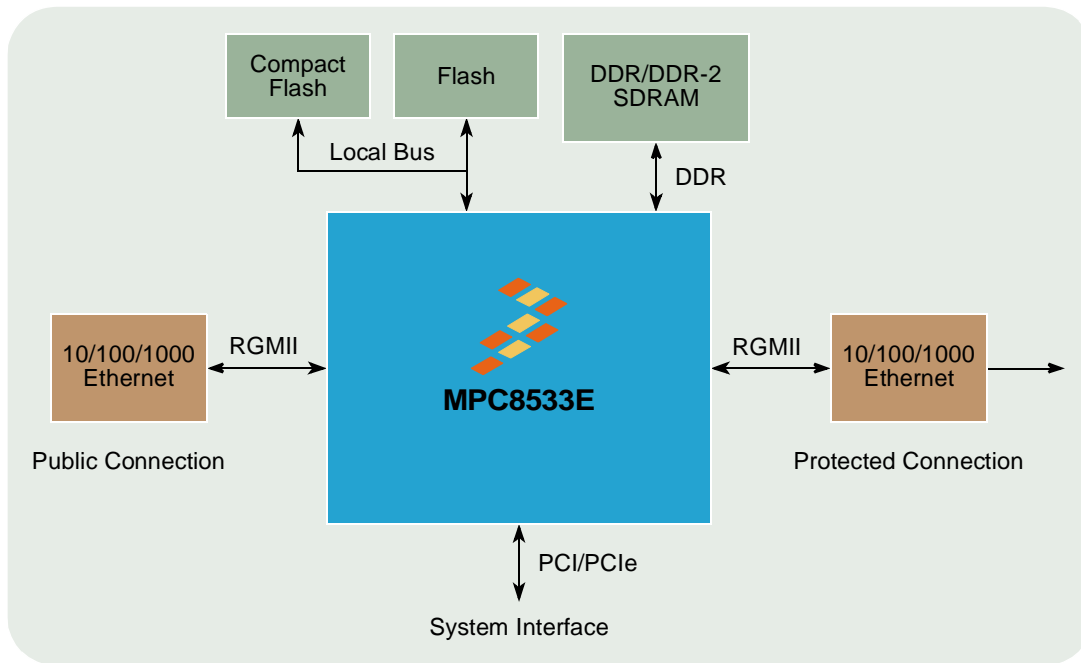 Compact
Flash
Flash
DDR/DDR-2
SDRAM
Local Bus
DDR
10/100/1000
Ethernet
RGMII
MPC8533E
RGMII
10/100/1000
Ethernet
Public Connection
Protected Connection
PCI/PCIe
System Interface